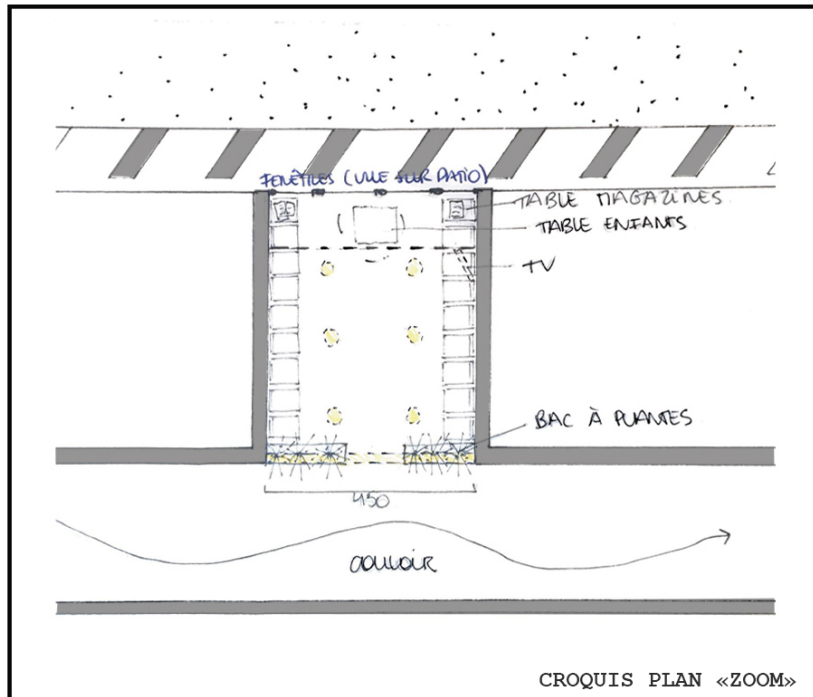 FENÊTRES (VUE SUR PATIO)
TABLE MAGAZINES
TABLE ENFANTS
TV
BAC À PLANTES
450
COULOIR
CROQUIS PLAN «ZOOM»